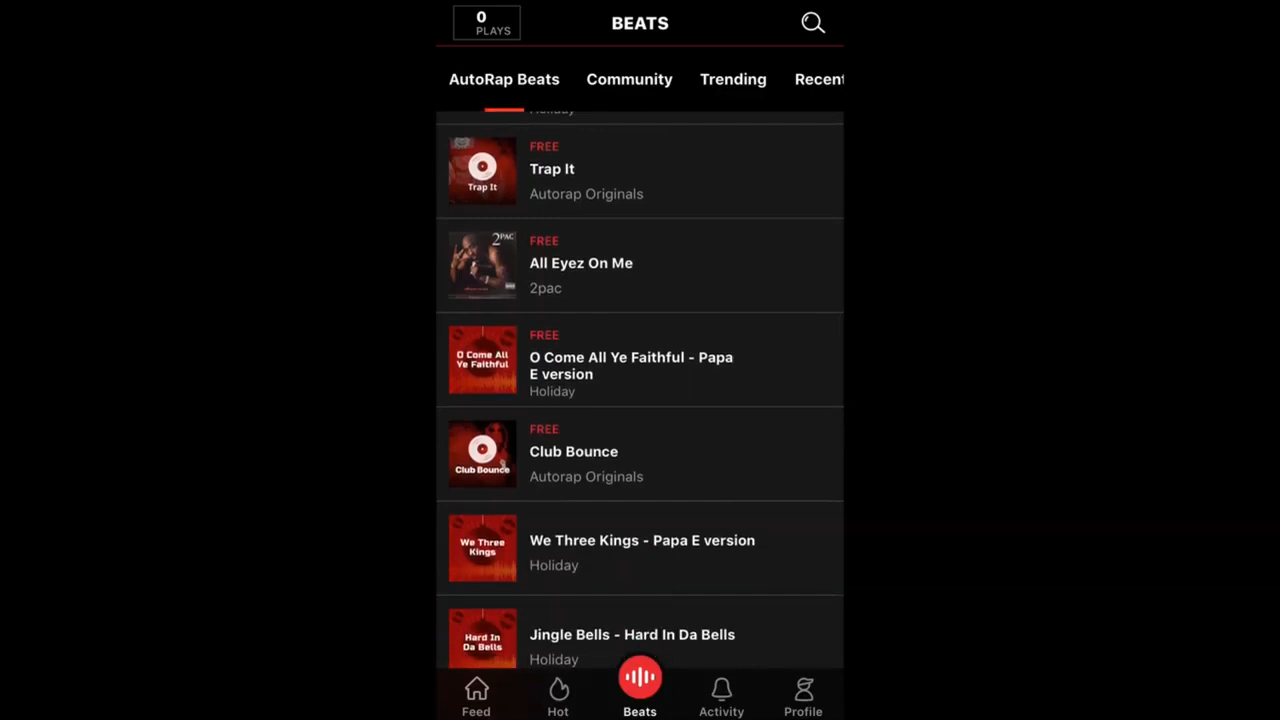 0
PLAYS
BEATS
AutoRap Beats
Community
Trending
Recent
Holiday
Trap It
FREE
Trap It
Autorap Originals
2PAC
FREE
All Eyez On Me
2pac
O Come All
Ye Faithful
FREE
O Come All Ye Faithful - Papa
E version
Holiday
Club Bounce
FREE
Club Bounce
Autorap Originals
We Three
Kings
We Three Kings - Papa E version
Holiday
Hard In
Da Bells
Jingle Bells - Hard In Da Bells
Holiday
Feed
Hot
Beats
Activity
Profile